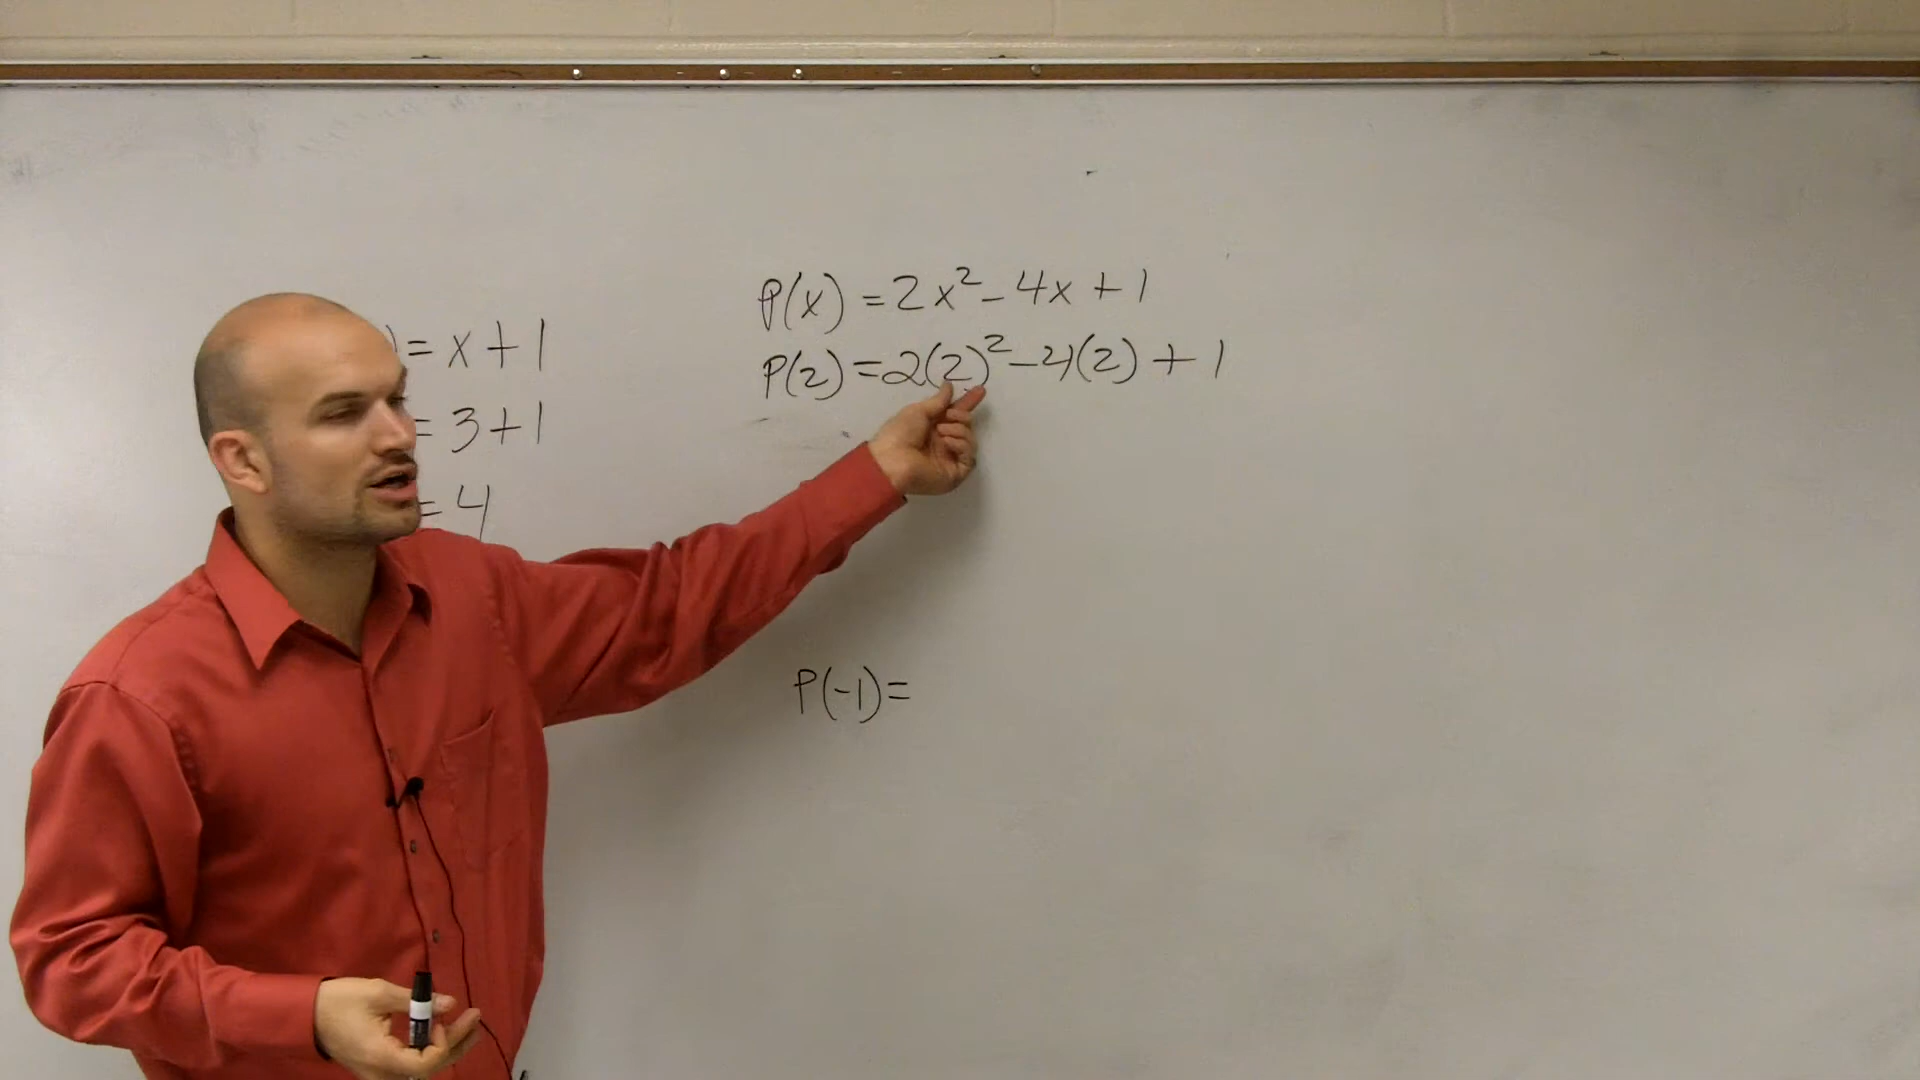 ) = x + 1
= 3 + 1
= 4
P(x) = 2x² - 4x + 1
P(2) = 2(2)² - 4(2) + 1
P(-1) =